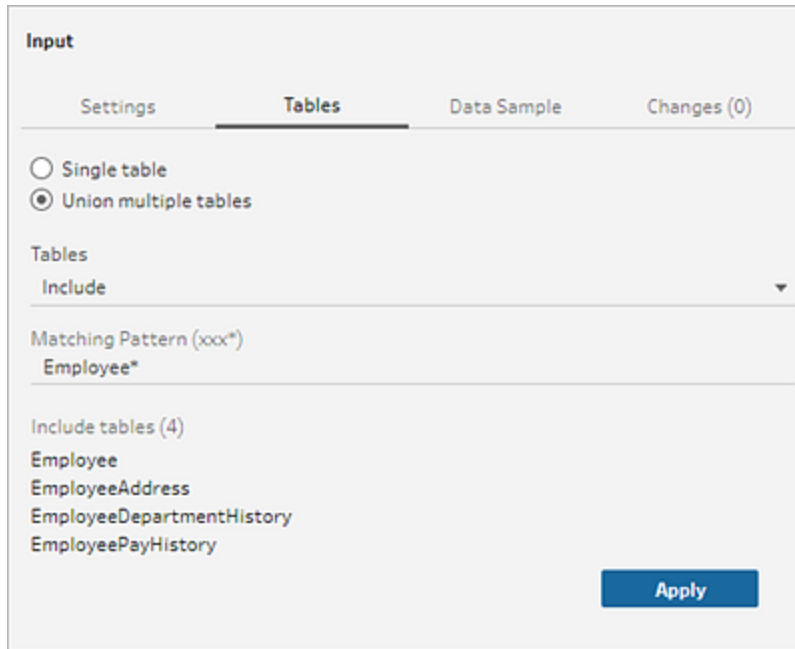 Input
Settings Tables Data Sample Changes (0)
Single table
Union multiple tables
Tables
Include
Matching Pattern (xxx*)
Employee*
Include tables (4)
Employee
EmployeeAddress
EmployeeDepartmentHistory
EmployeePayHistory
Apply